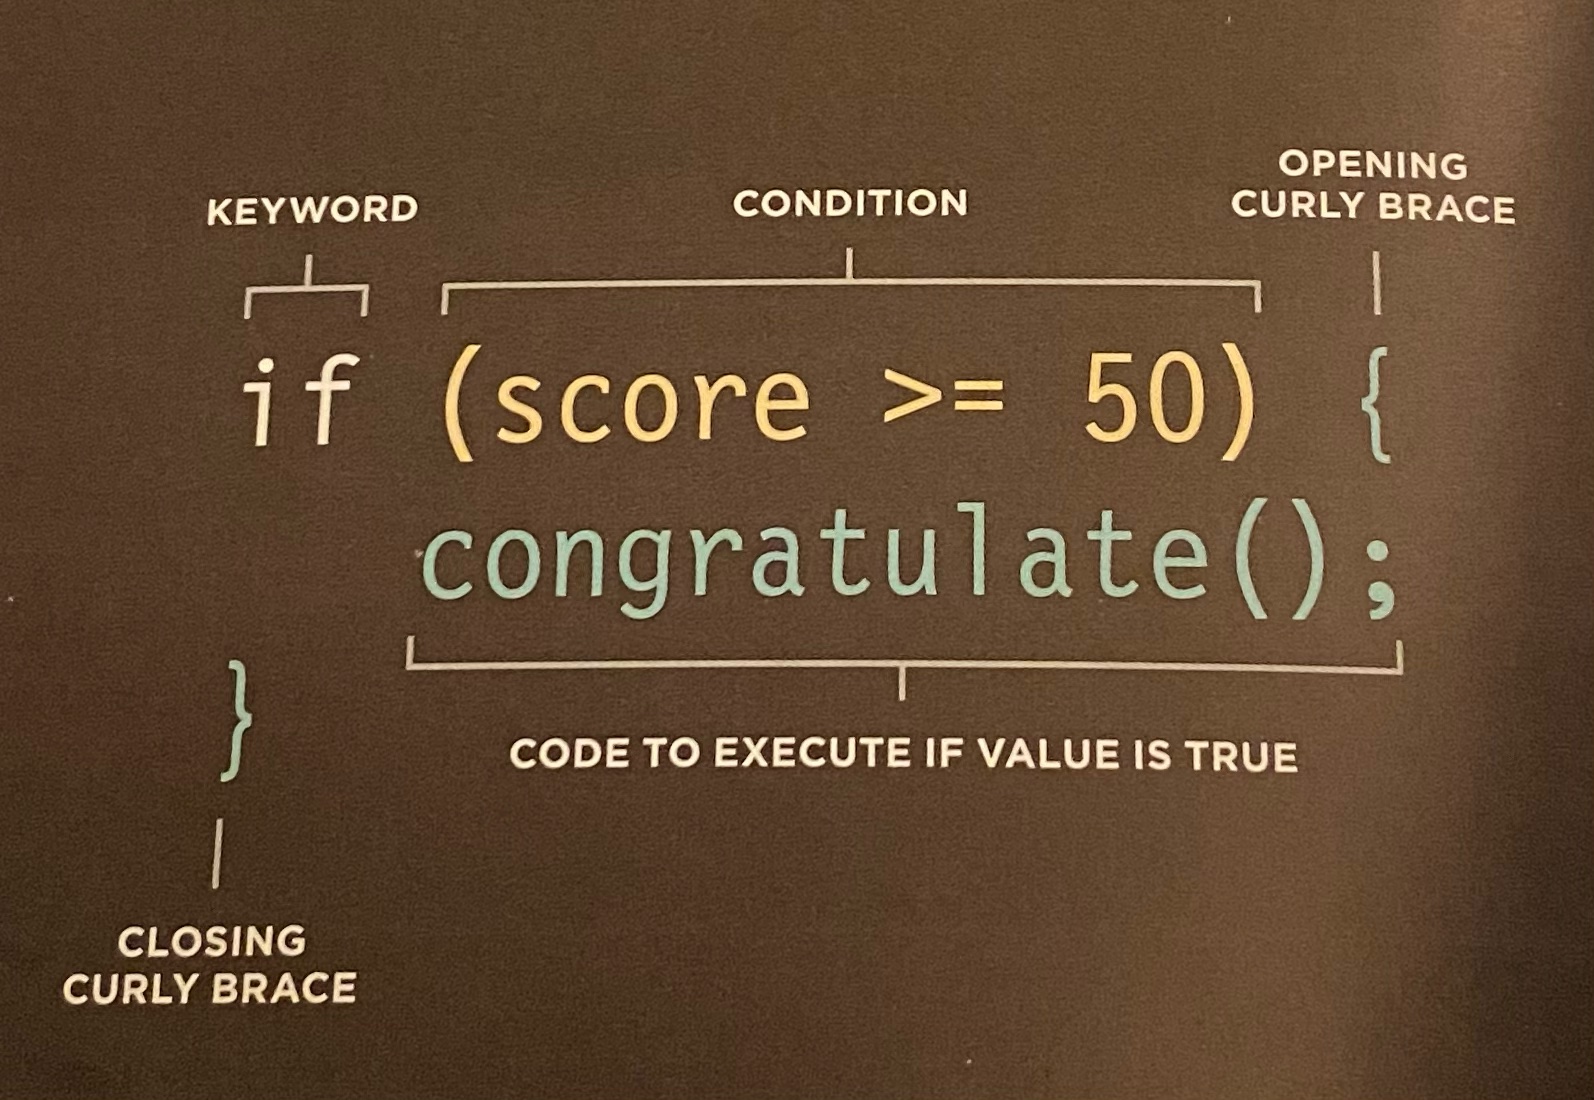 KEYWORD
CONDITION
OPENING
CURLY BRACE
if (score >= 50) {
congratulate();
}
CODE TO EXECUTE IF VALUE IS TRUE
CLOSING
CURLY BRACE